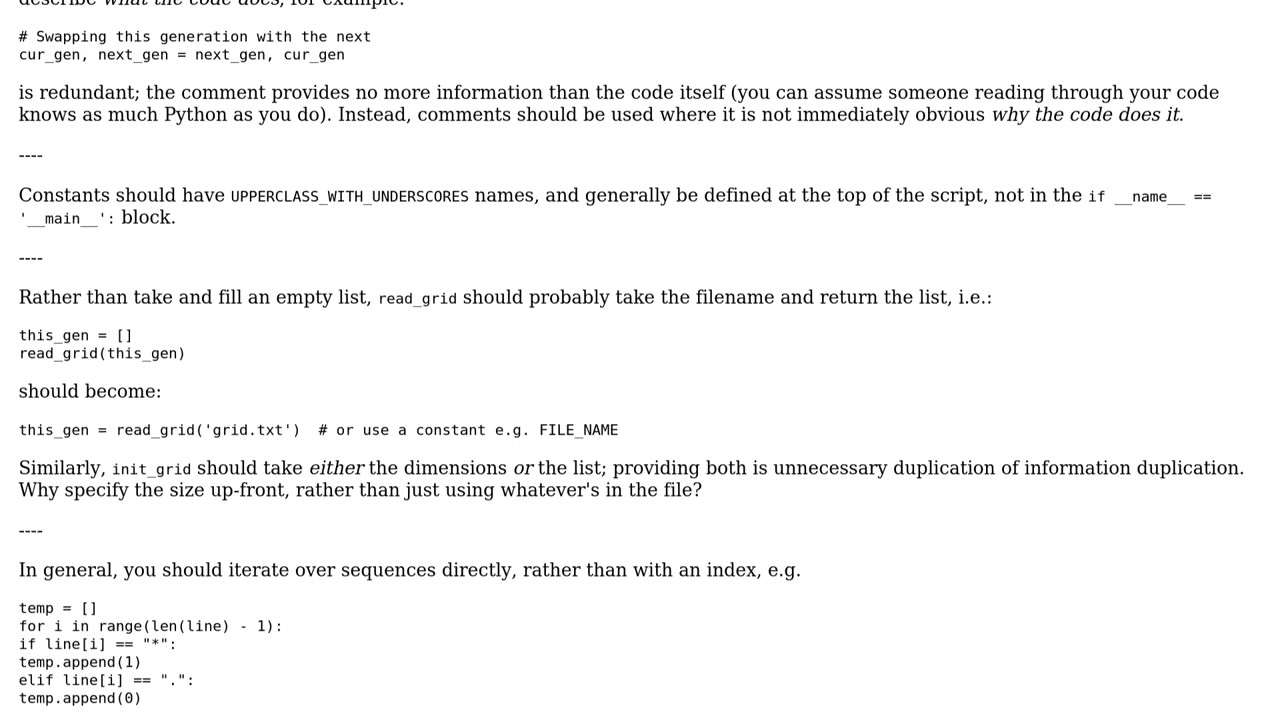 describe what the code does, for example:
# Swapping this generation with the next
cur_gen, next_gen = next_gen, cur_gen
is redundant; the comment provides no more information than the code itself (you can assume someone reading through your code
knows as much Python as you do). Instead, comments should be used where it is not immediately obvious why the code does it.
----
Constants should have UPPERCLASS_WITH_UNDERSCORES names, and generally be defined at the top of the script, not in the if __name__ ==
'__main__': block.
----
Rather than take and fill an empty list, read_grid should probably take the filename and return the list, i.e.:
this_gen = []
read_grid(this_gen)
should become:
this_gen = read_grid('grid.txt')  # or use a constant e.g. FILE_NAME
Similarly, init_grid should take either the dimensions or the list; providing both is unnecessary duplication of information duplication.
Why specify the size up-front, rather than just using whatever's in the file?
----
In general, you should iterate over sequences directly, rather than with an index, e.g.
temp = []
for i in range(len(line) - 1):
if line[i] == "*":
temp.append(1)
elif line[i] == ".":
temp.append(0)